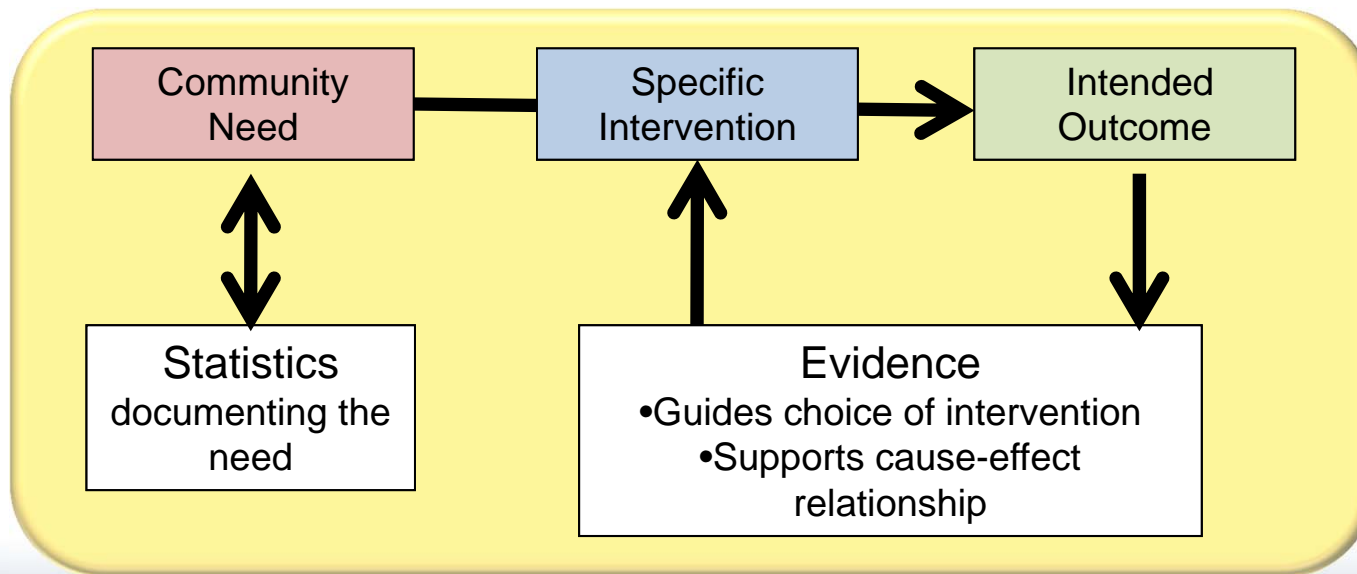 Community
Need
Specific
Intervention
Intended
Outcome
Statistics
documenting the
need
Evidence
•Guides choice of intervention
•Supports cause-effect
relationship